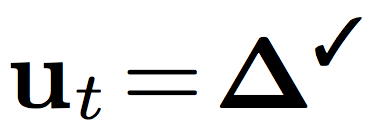 𝐮ₜ = 𝚫^✓